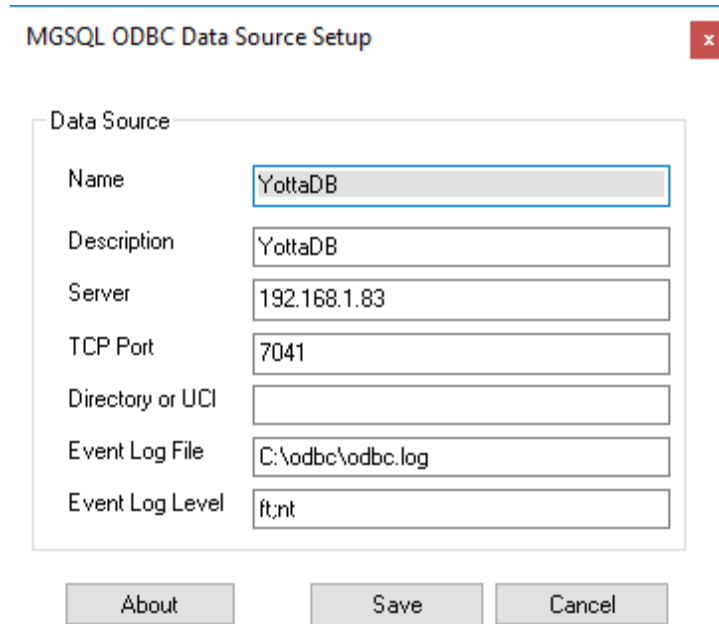 MGSQL ODBC Data Source Setup
x
Data Source
Name YottaDB
Description YottaDB
Server 192.168.1.83
TCP Port 7041
Directory or UCI
Event Log File C:\odbc\odbc.log
Event Log Level ft;nt
About Save Cancel